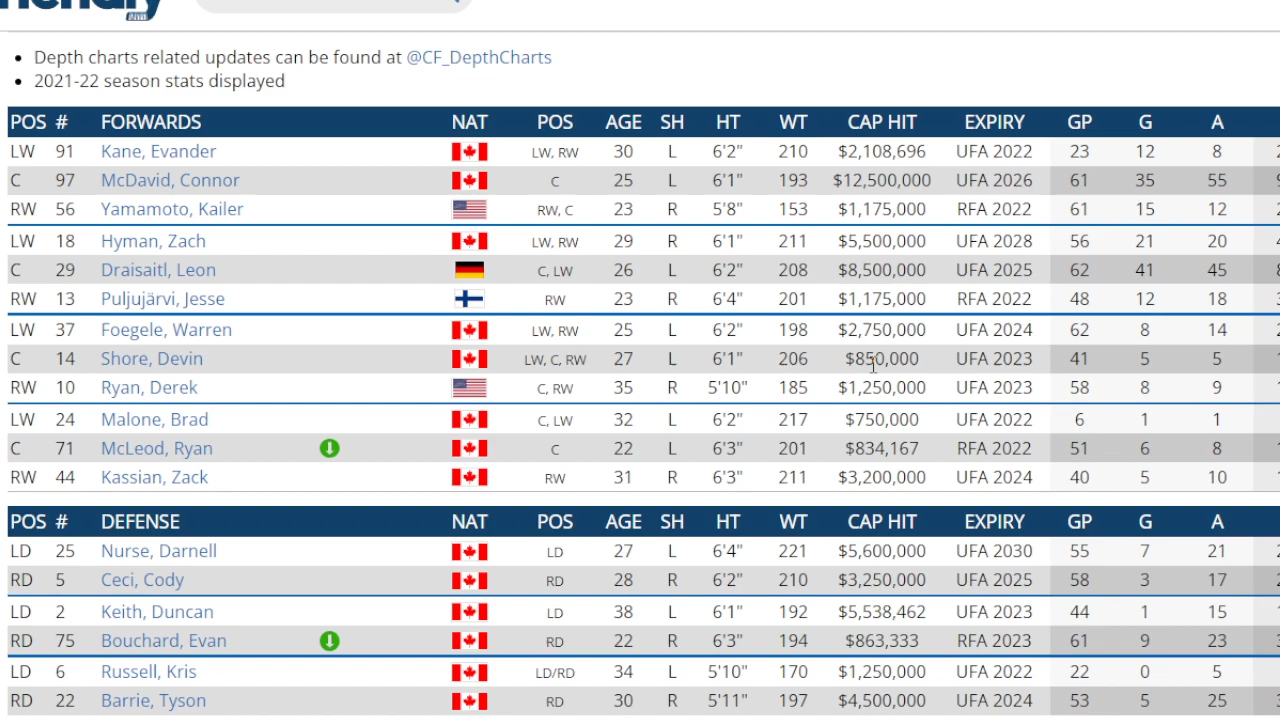 Depth charts related updates can be found at @CF_DepthCharts
2021-22 season stats displayed
POS # FORWARDS NAT POS AGE SH HT WT CAP HIT EXPIRY GP G A
LW 91 Kane, Evander LW, RW 30 L 6'2" 210 $2,108,696 UFA 2022 23 12 8
C 97 McDavid, Connor C 25 L 6'1" 193 $12,500,000 UFA 2026 61 35 55
RW 56 Yamamoto, Kailer RW, C 23 R 153 $1,175,000 RFA 2022 61 15 12
LW 18 Hyman, Zach LW, RW 29 R 6'1" 211 $5,500,000 UFA 2028 56 21 20
C 29 Draisaitl, Leon C, LW 26 L 6'2" 208 $8,500,000 UFA 2025 62 41 45
RW 13 Puljujärvi, Jesse RW 23 R 6'4" 201 $1,175,000 RFA 2022 48 12 18
LW 37 Foegele, Warren LW, RW 25 L 6'2" 198 $2,750,000 UFA 2024 62 8 14
C 14 Shore, Devin LW, C, RW 27 L 6'1" 206 $850,000 UFA 2023 41 5 5
RW 10 Ryan, Derek C, RW 35 R 5'10" 185 $1,250,000 UFA 2023 58 8 9
LW 24 Malone, Brad C, LW 32 L 6'2" 217 $750,000 UFA 2022 6 1 1
C 71 McLeod, Ryan C 22 L 6'3" 201 $834,167 RFA 2022 51 6 8
RW 44 Kassian, Zack RW 31 R 6'3" 211 $3,200,000 UFA 2024 40 5 10
POS # DEFENSE NAT POS AGE SH HT WT CAP HIT EXPIRY GP G A
LD 25 Nurse, Darnell LD 27 L 6'4" 221 $5,600,000 UFA 2030 55 7 21
RD 5 Ceci, Cody RD 28 R 6'2" 210 $3,250,000 UFA 2025 58 3 17
LD 2 Keith, Duncan LD 38 L 6'1" 192 $5,538,462 UFA 2023 44 1 15
RD 75 Bouchard, Evan RD 22 R 6'3" 194 $863,333 RFA 2023 61 9 23
LD 6 Russell, Kris LD/RD 34 L 5'10" 170 $1,250,000 UFA 2022 22 0 5
RD 22 Barrie, Tyson RD 30 R 5'11" 197 $4,500,000 UFA 2024 53 5 25